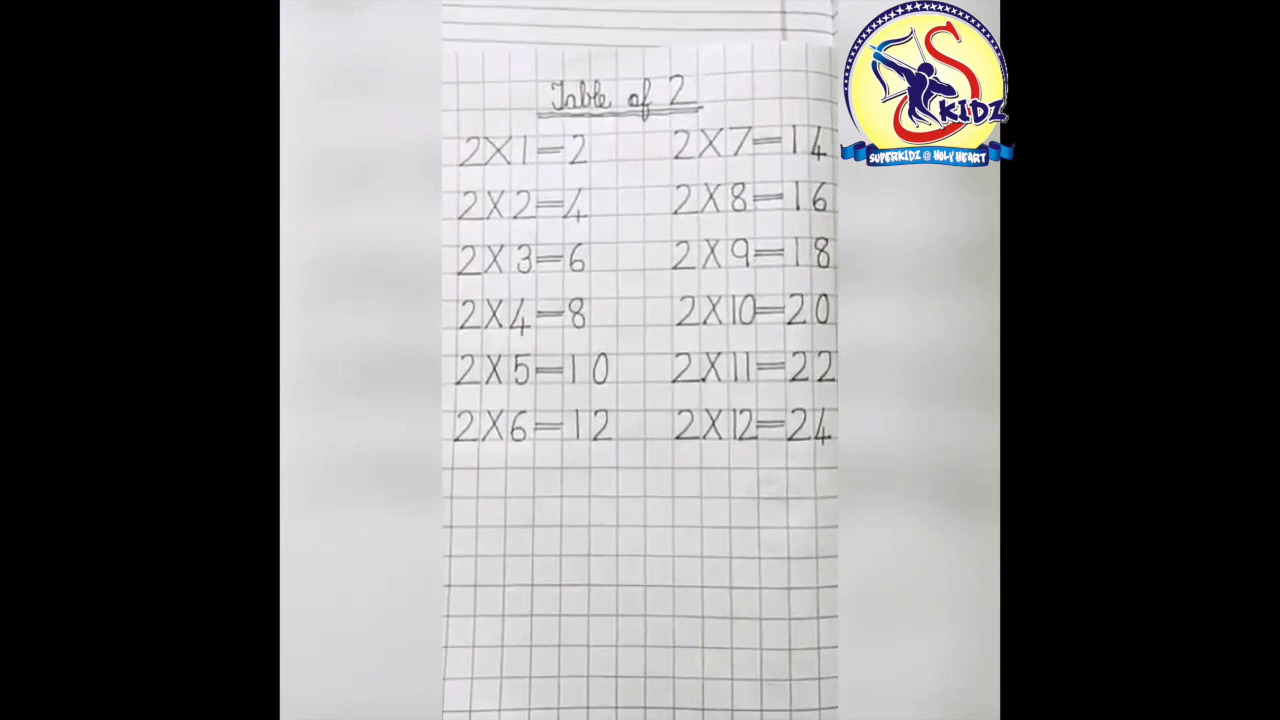 Table of 2
2X1=2
2X2=4
2X3=6
2X4=8
2X5=10
2X6=12
2X7=14
2X8=16
2X9=18
2X10=20
2X11=22
2X12=24
S
KIDZ
SUPERKIDZ @ HOLY HEART